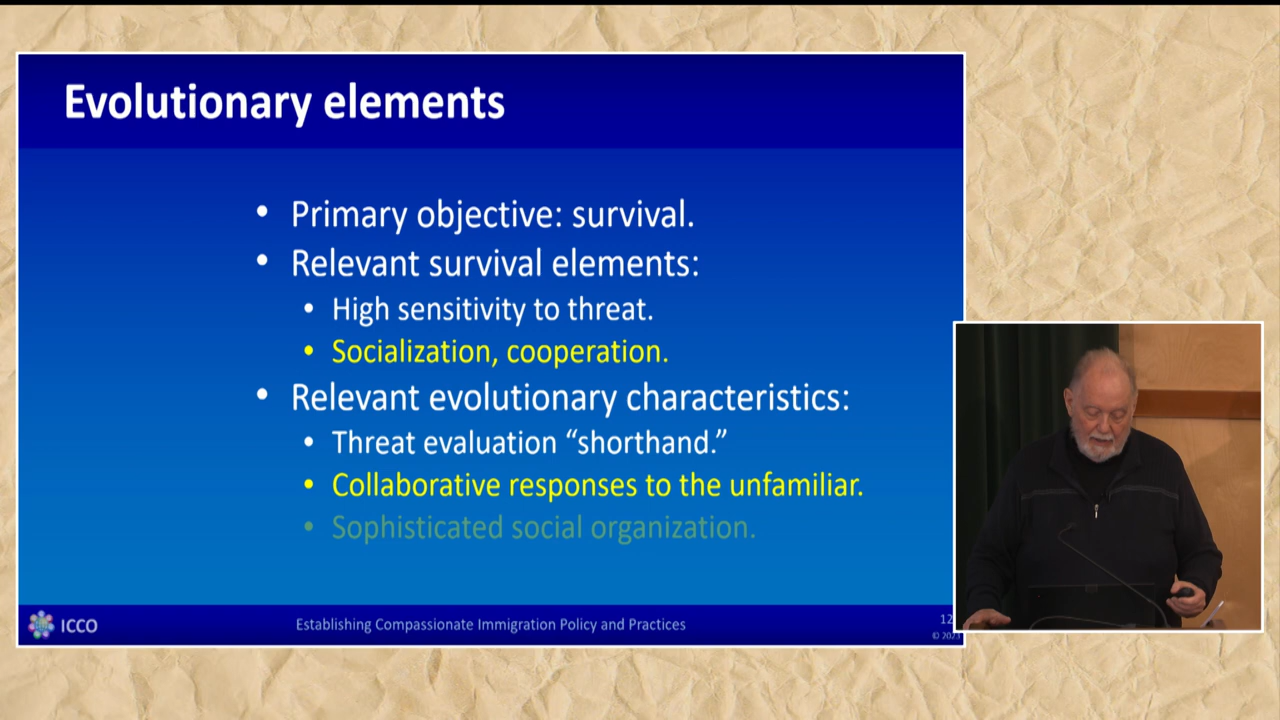 Evolutionary elements
• Primary objective: survival.
• Relevant survival elements:
• High sensitivity to threat.
• Socialization, cooperation.
• Relevant evolutionary characteristics:
• Threat evaluation “shorthand.”
• Collaborative responses to the unfamiliar.
• Sophisticated social organization.
ICCO
Establishing Compassionate Immigration Policy and Practices
12
© 2023